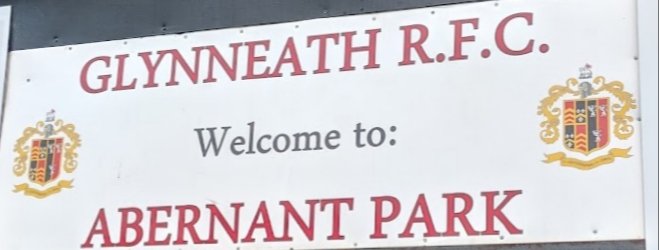 GLYNNEATH R.F.C.
Welcome to:
ABERNANT PARK